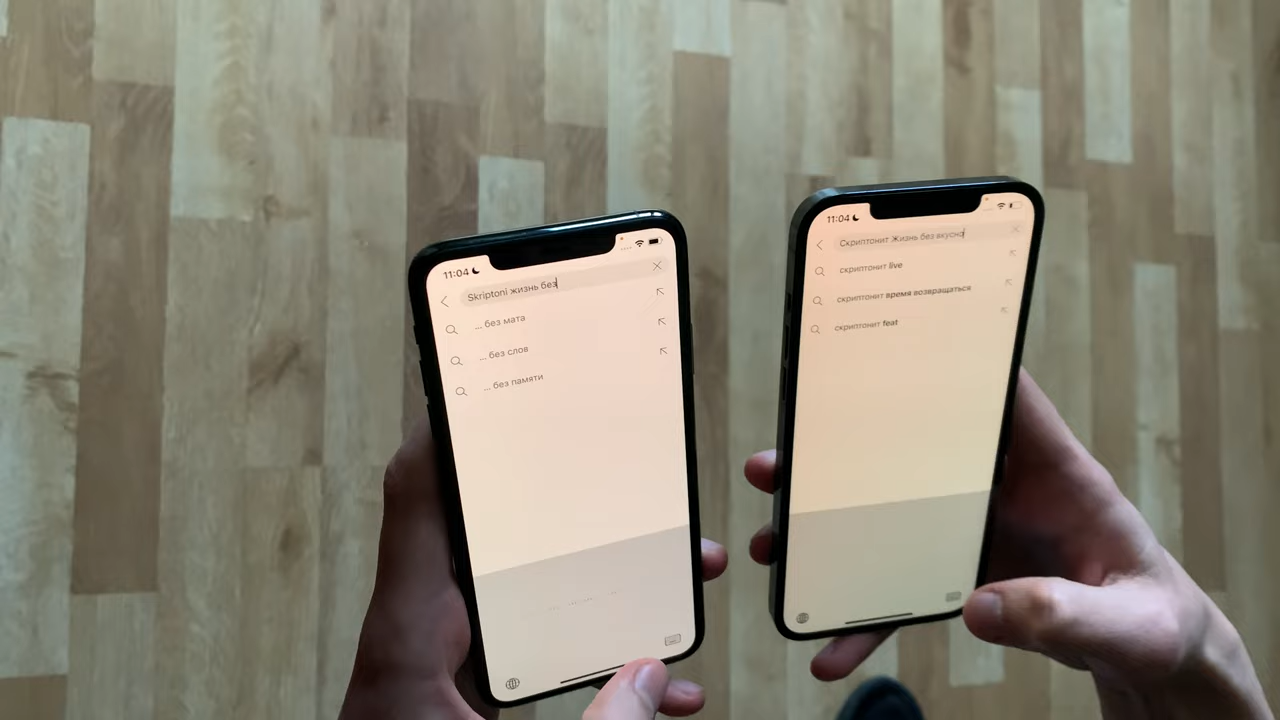 11:04
Skriptoni жизнь без
... без мата
... без слов
... без памяти
11:04
Скриптонит Жизнь без вкусно
скриптонит live
скриптонит время возвращаться
скриптонит feat